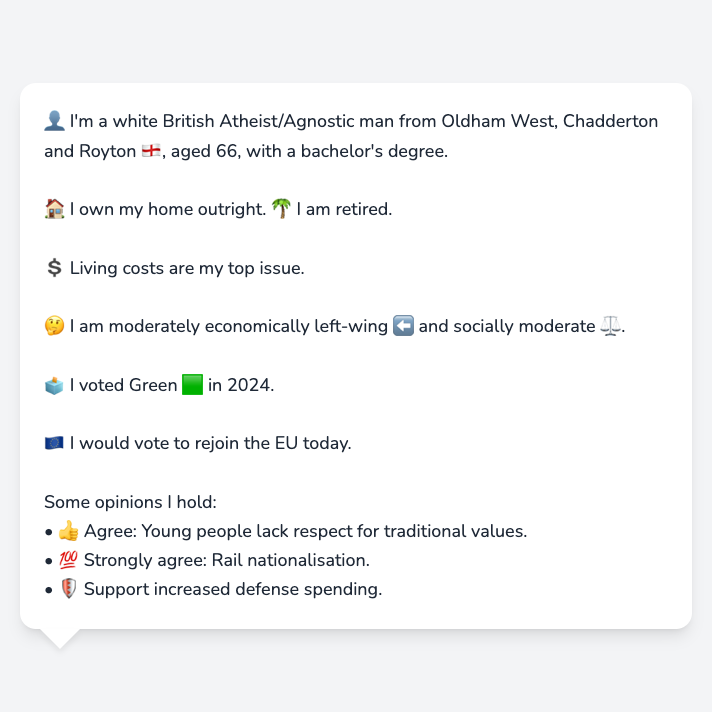 👤 I'm a white British Atheist/Agnostic man from Oldham West, Chadderton
and Royton 🏴󠁧󠁢󠁥󠁮󠁧󠁿, aged 66, with a bachelor's degree.
🏠 I own my home outright. 🌴 I am retired.
💲 Living costs are my top issue.
🤔 I am moderately economically left-wing ⬅️ and socially moderate ⚖️.
🗳️ I voted Green 🟩 in 2024.
🇪🇺 I would vote to rejoin the EU today.
Some opinions I hold:
• 👍 Agree: Young people lack respect for traditional values.
• 💯 Strongly agree: Rail nationalisation.
• 🛡️ Support increased defense spending.